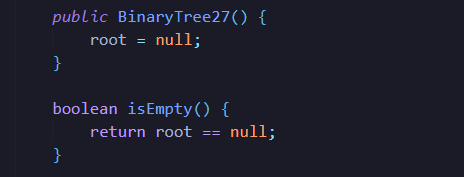 public BinaryTree27() {
    root = null;
}

boolean isEmpty() {
    return root == null;
}